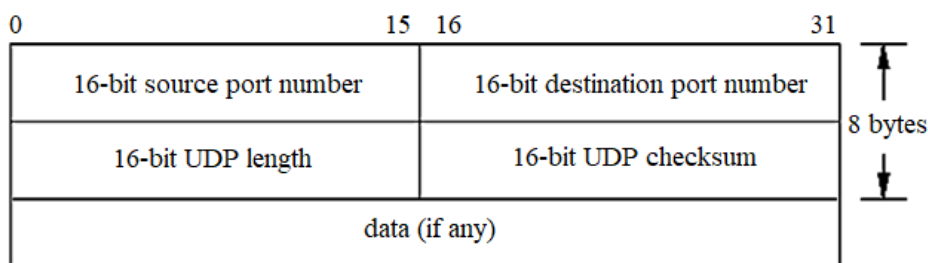 0 15 16 31
16-bit source port number 16-bit destination port number
8 bytes
16-bit UDP length 16-bit UDP checksum
data (if any)